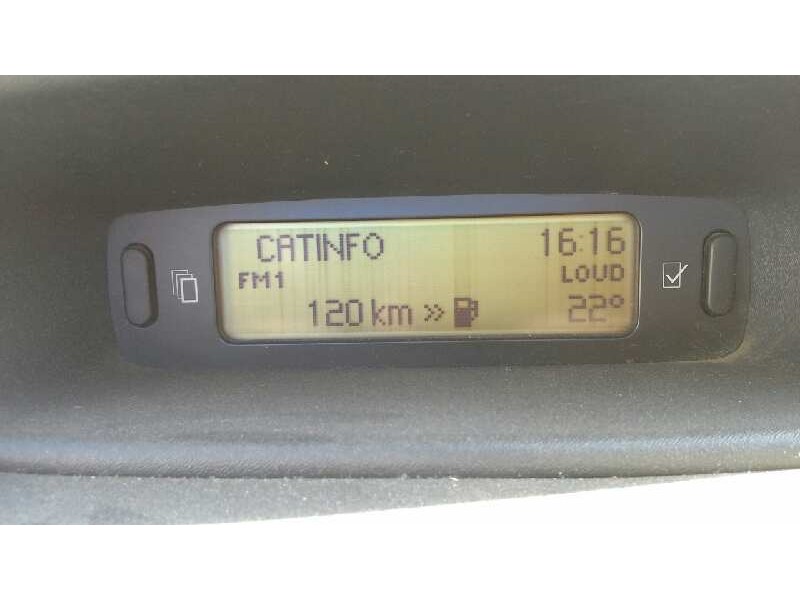 CATINFO 16:16
FM1 LOUD
120 km » 22°